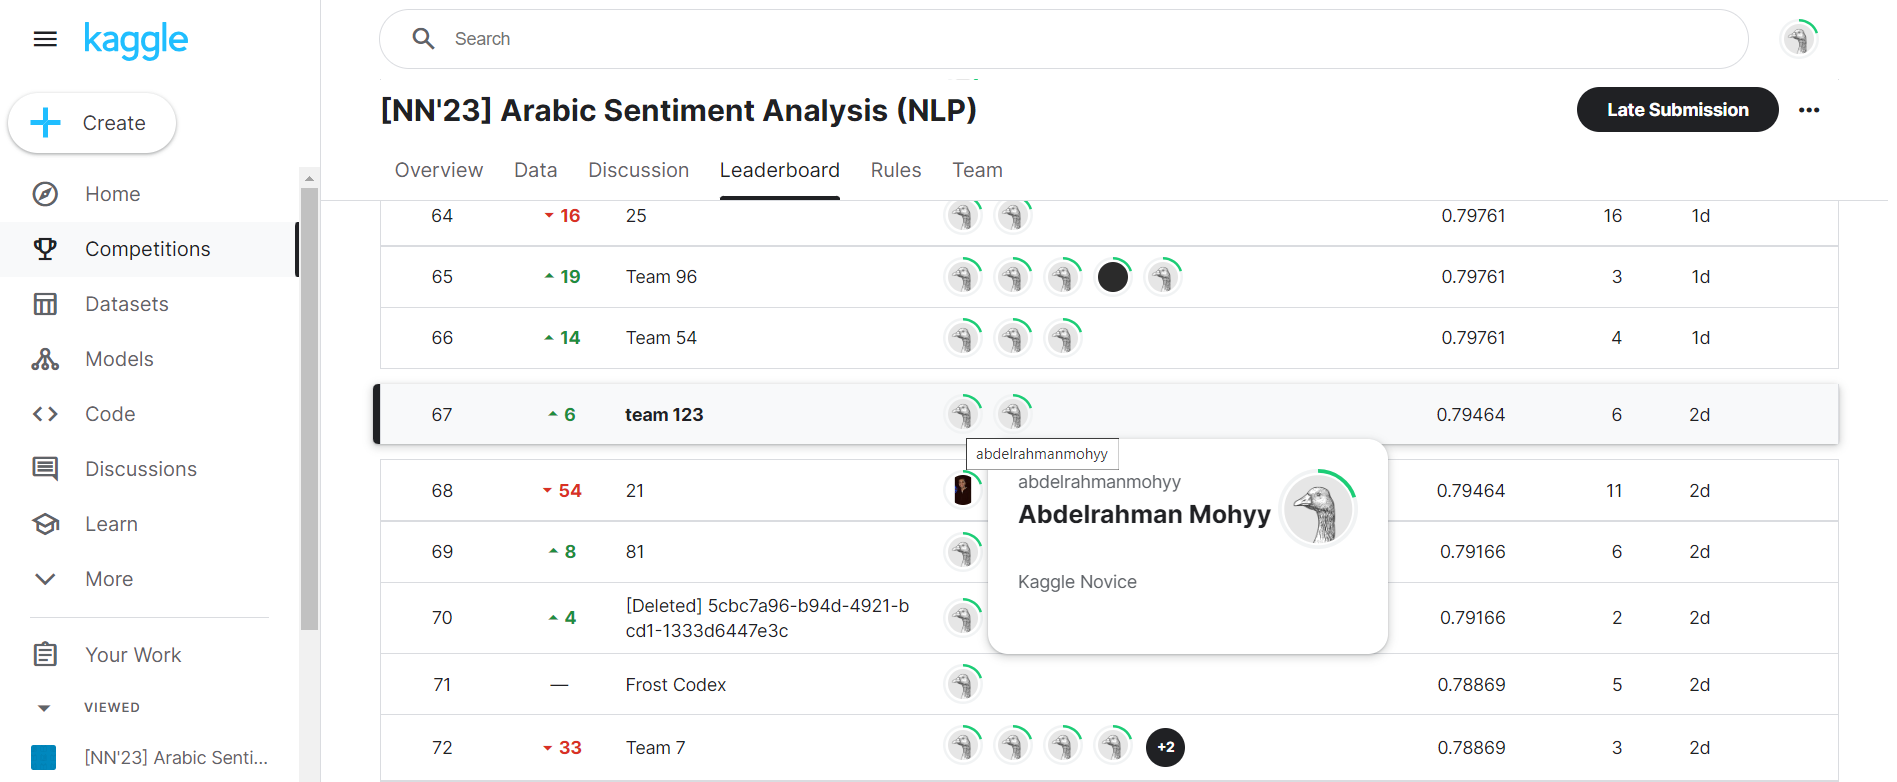 kaggle
Search
Create
Home
Competitions
Datasets
Models
Code
Discussions
Learn
More
Your Work
VIEWED
[NN'23] Arabic Senti...
[NN'23] Arabic Sentiment Analysis (NLP)
Late Submission
Overview Data Discussion Leaderboard Rules Team
64 16 25 0.79761 16 1d
65 19 Team 96 0.79761 3 1d
66 14 Team 54 0.79761 4 1d
67 6 team 123 0.79464 6 2d
abdelrahmanmohyy
abdelrahmanmohyy
Abdelrahman Mohyy
Kaggle Novice
68 54 21 0.79464 11 2d
69 8 81 0.79166 6 2d
70 4 [Deleted] 5cbc7a96-b94d-4921-b 0.79166 2 2d
cd1-1333d6447e3c
71 — Frost Codex 0.78869 5 2d
72 33 Team 7 +2 0.78869 3 2d